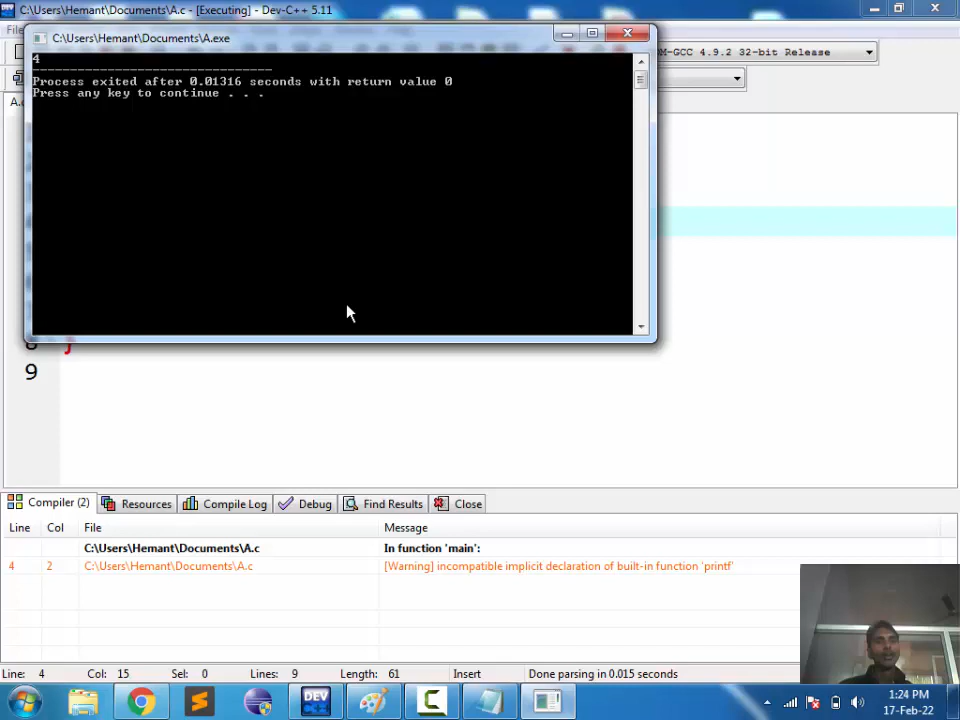 C:\Users\Hemant\Documents\A.c - [Executing] - Dev-C++ 5.11
C:\Users\Hemant\Documents\A.exe
M-GCC 4.9.2 32-bit Release
4
--------------------------------
Process exited after 0.01316 seconds with return value 0
Press any key to continue . . .
8 }
9
Compiler (2) Resources Compile Log Debug Find Results Close
Line Col File Message
C:\Users\Hemant\Documents\A.c In function 'main':
4 2 C:\Users\Hemant\Documents\A.c [Warning] incompatible implicit declaration of built-in function 'printf'
Line: 4 Col: 15 Sel: 0 Lines: 9 Length: 61 Insert Done parsing in 0.015 seconds
DEV C++
1:24 PM
17-Feb-22